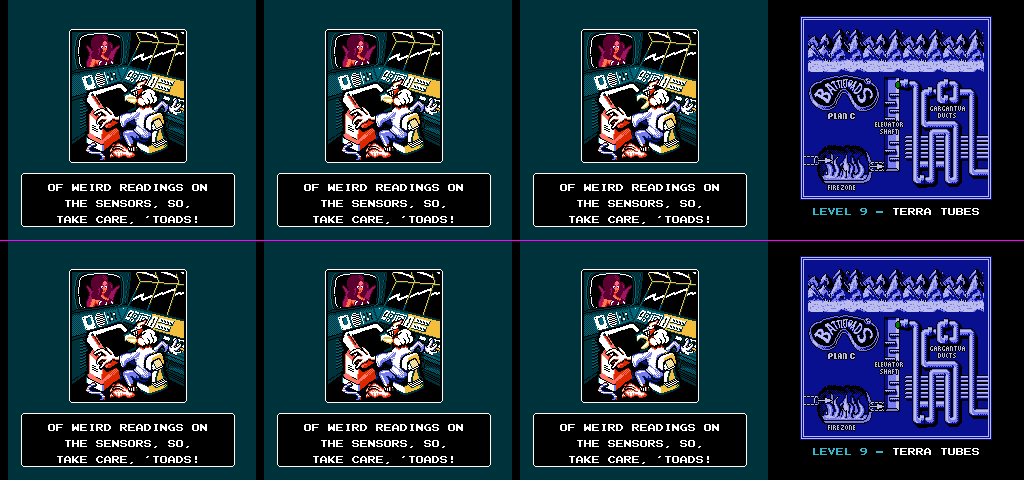 OF WEIRD READINGS ON
THE SENSORS, SO,
TAKE CARE, 'TOADS!
OF WEIRD READINGS ON
THE SENSORS, SO,
TAKE CARE, 'TOADS!
OF WEIRD READINGS ON
THE SENSORS, SO,
TAKE CARE, 'TOADS!
BATTLETOADS
PLAN C
GARGANTUA
DUCTS
ELEVATOR
SHAFT
FIRE ZONE
LEVEL 9 - TERRA TUBES
OF WEIRD READINGS ON
THE SENSORS, SO,
TAKE CARE, 'TOADS!
OF WEIRD READINGS ON
THE SENSORS, SO,
TAKE CARE, 'TOADS!
OF WEIRD READINGS ON
THE SENSORS, SO,
TAKE CARE, 'TOADS!
BATTLETOADS
PLAN C
GARGANTUA
DUCTS
ELEVATOR
SHAFT
FIRE ZONE
LEVEL 9 - TERRA TUBES